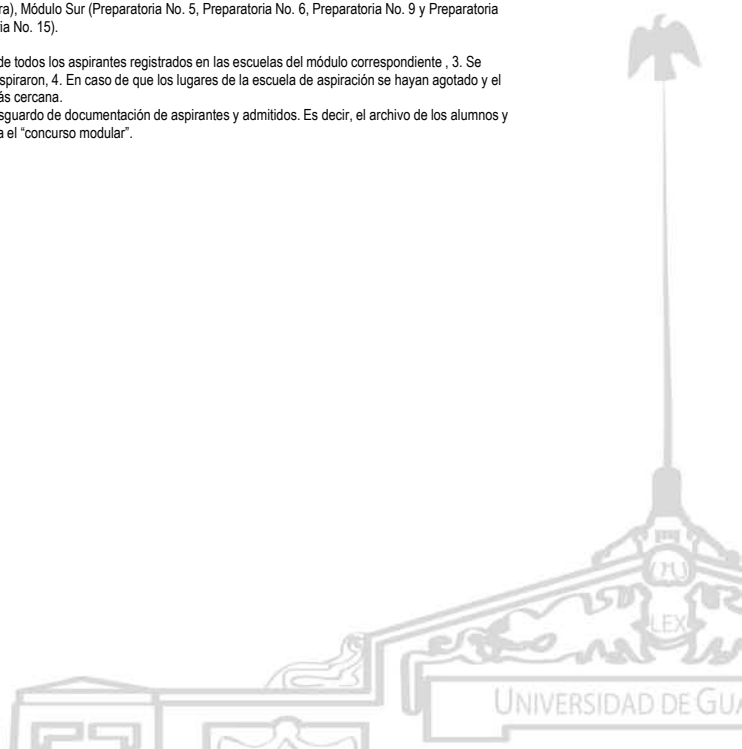 ra), Módulo Sur (Preparatoria No. 5, Preparatoria No. 6, Preparatoria No. 9 y Preparatoria
ria No. 15).
de todos los aspirantes registrados en las escuelas del módulo correspondiente , 3. Se
spiraron, 4. En caso de que los lugares de la escuela de aspiración se hayan agotado y el
ás cercana.
sguardo de documentación de aspirantes y admitidos. Es decir, el archivo de los alumnos y
a el “concurso modular”.
LEX
UNIVERSIDAD DE GUA